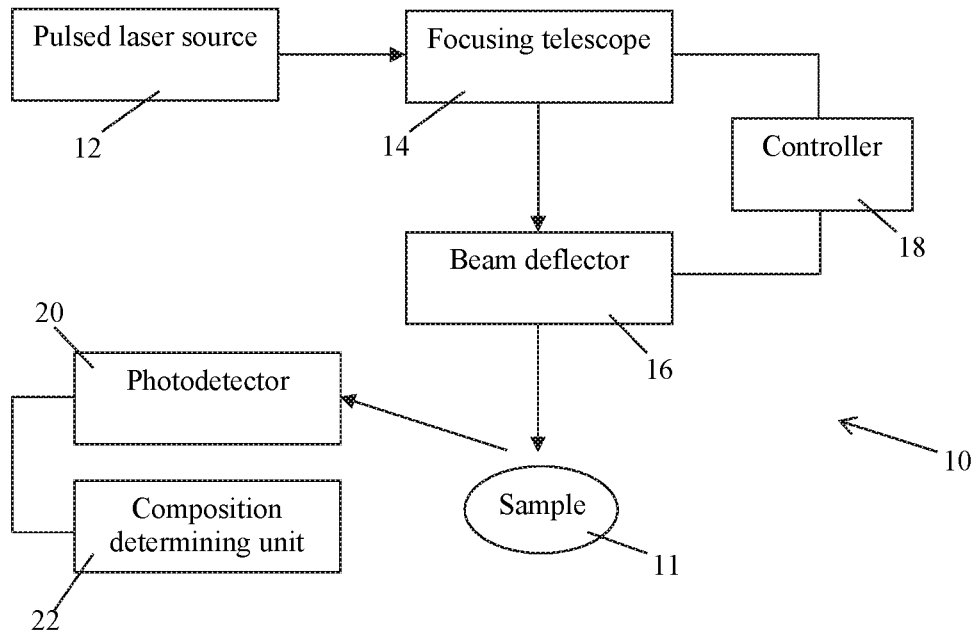 Pulsed laser source
12
Focusing telescope
14
Controller
18
Beam deflector
16
20
Photodetector
10
Sample
11
Composition
determining unit
22